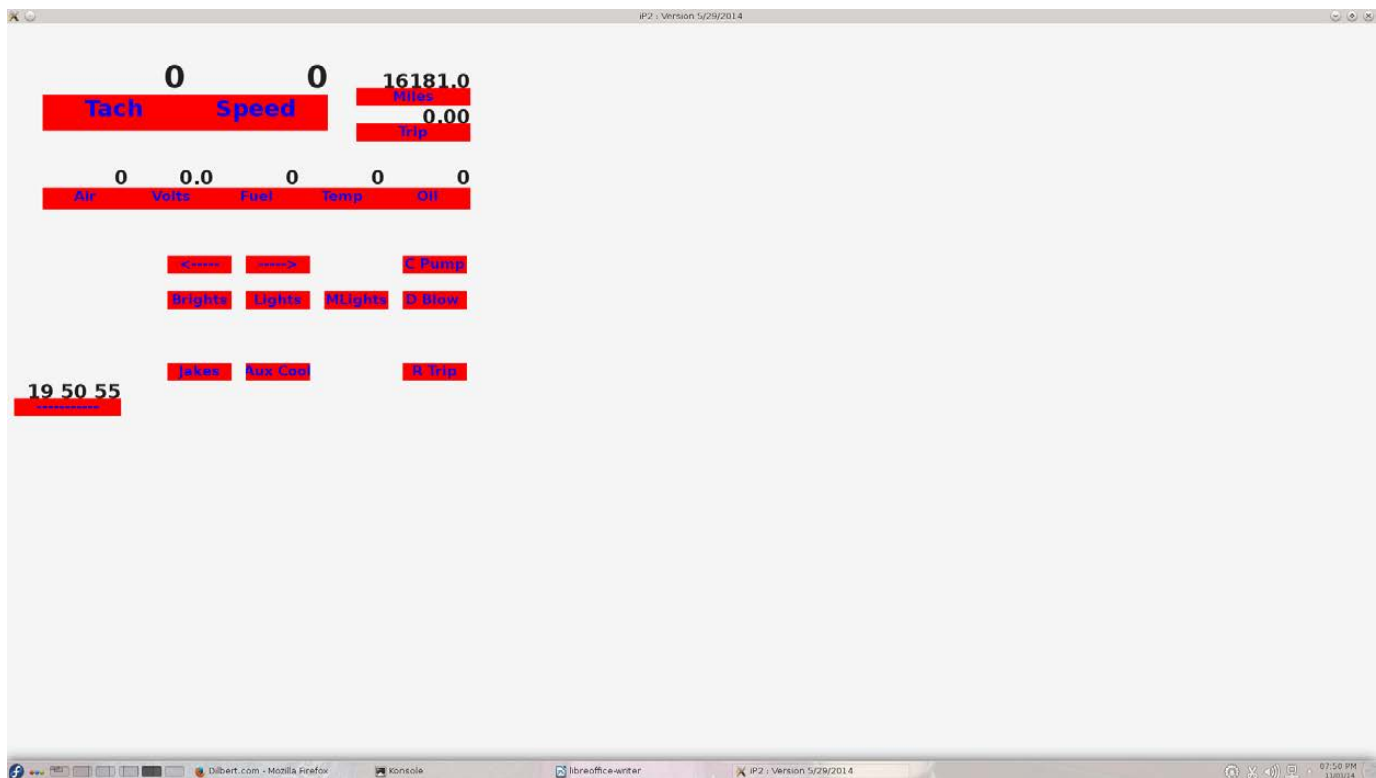 iP2 : Version 5/29/2014
0 0 16181.0
Tach Speed Miles
0.00
Trip
0 0.0 0 0 0
Air Volts Fuel Temp Oil
<----- -----> C Pump
Brights Lights MLights D Blow
Jakes Aux Cool R Trip
19 50 55
-----------
Dilbert.com - Mozilla Firefox Konsole libreoffice-writer iP2 : Version 5/29/2014 07:50 PM